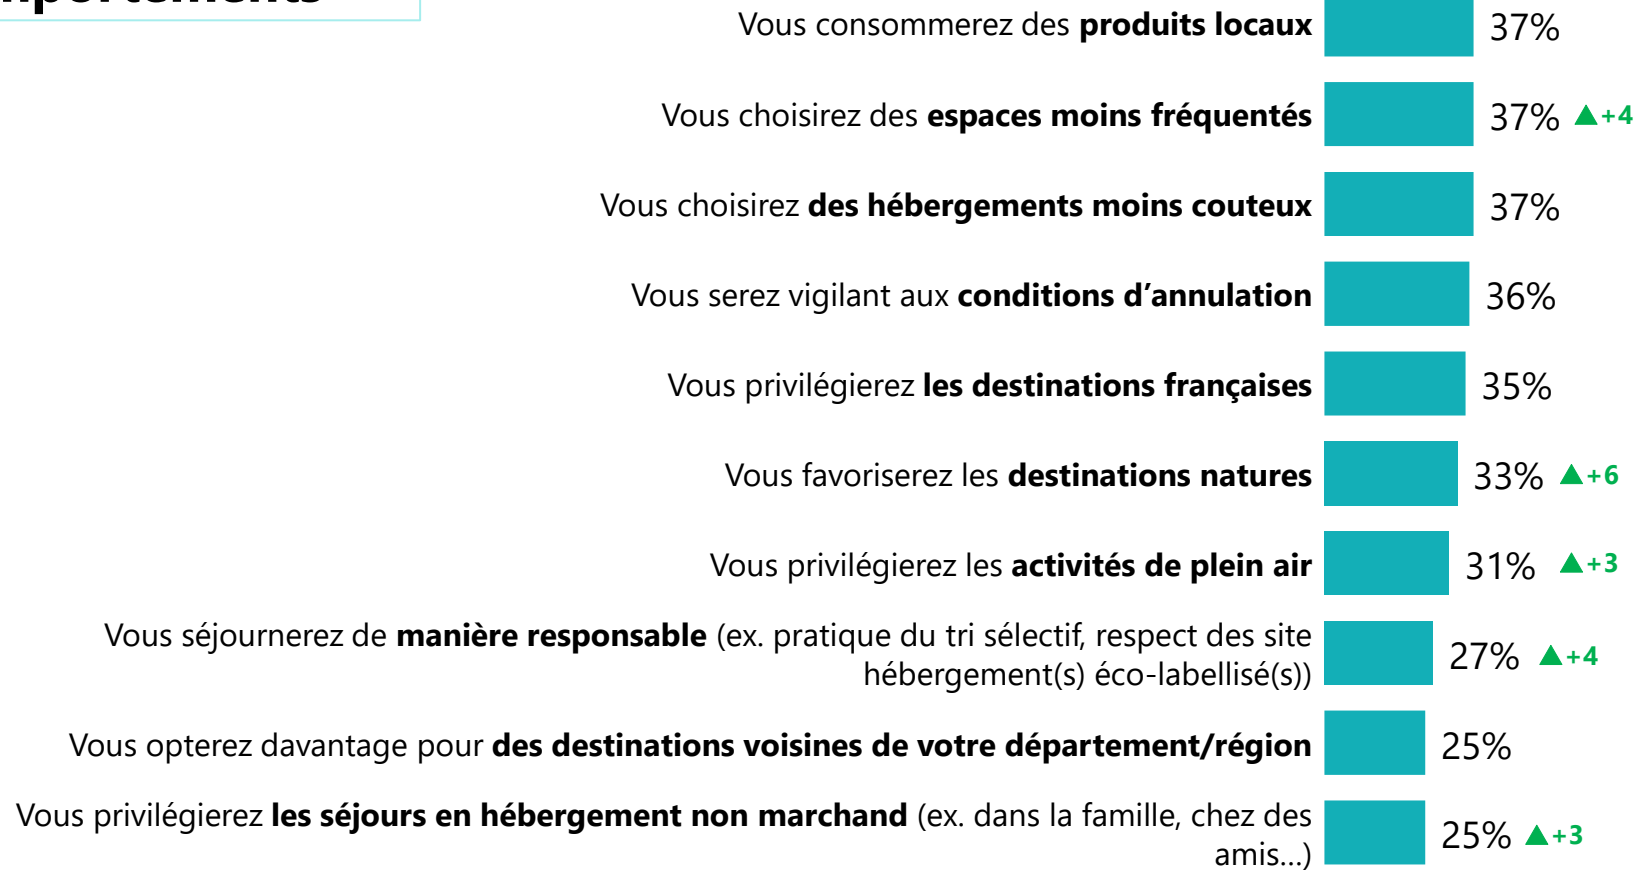 Vous consommerez des produits locaux 37%
Vous choisirez des espaces moins fréquentés 37% ▲+4
Vous choisirez des hébergements moins couteux 37%
Vous serez vigilant aux conditions d’annulation 36%
Vous privilégierez les destinations françaises 35%
Vous favoriserez les destinations natures 33% ▲+6
Vous privilégierez les activités de plein air 31% ▲+3
Vous séjournerez de manière responsable (ex. pratique du tri sélectif, respect des site
hébergement(s) éco-labellisé(s)) 27% ▲+4
Vous opterez davantage pour des destinations voisines de votre département/région 25%
Vous privilégierez les séjours en hébergement non marchand (ex. dans la famille, chez des
amis...) 25% ▲+3